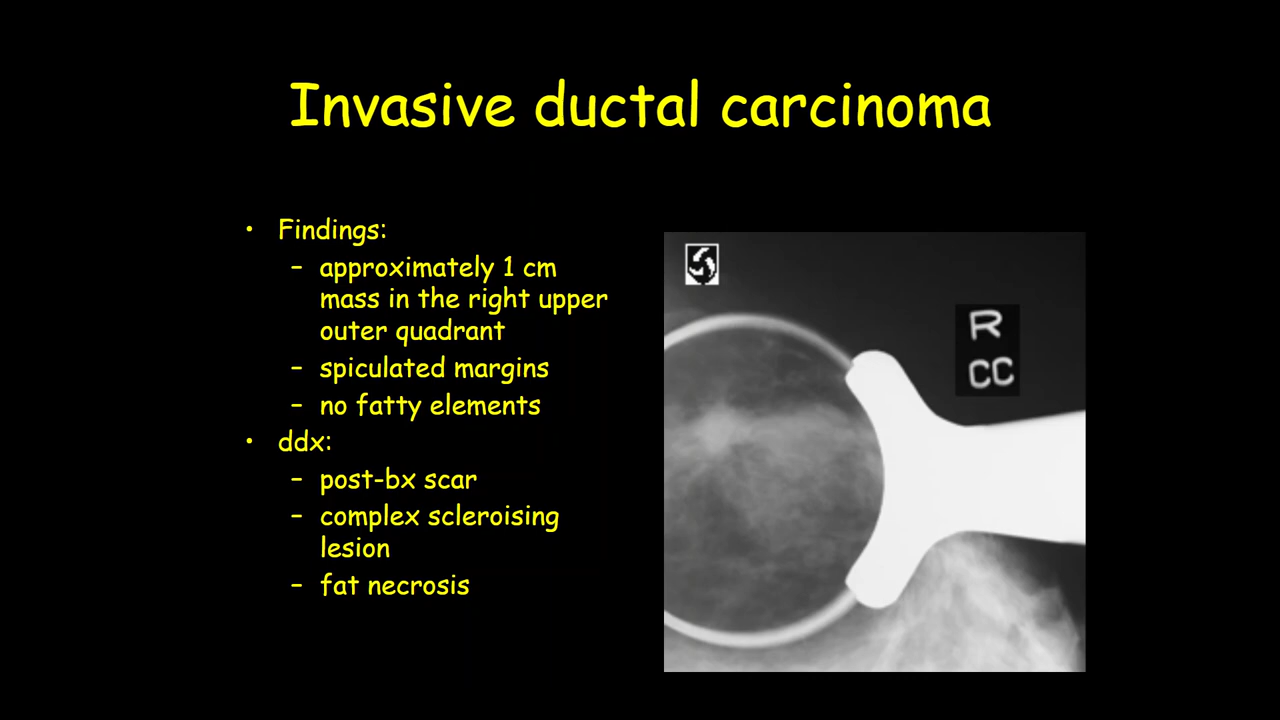 Invasive ductal carcinoma
• Findings:
– approximately 1 cm
mass in the right upper
outer quadrant
– spiculated margins
– no fatty elements
• ddx:
– post-bx scar
– complex scleroising
lesion
– fat necrosis
R
CC